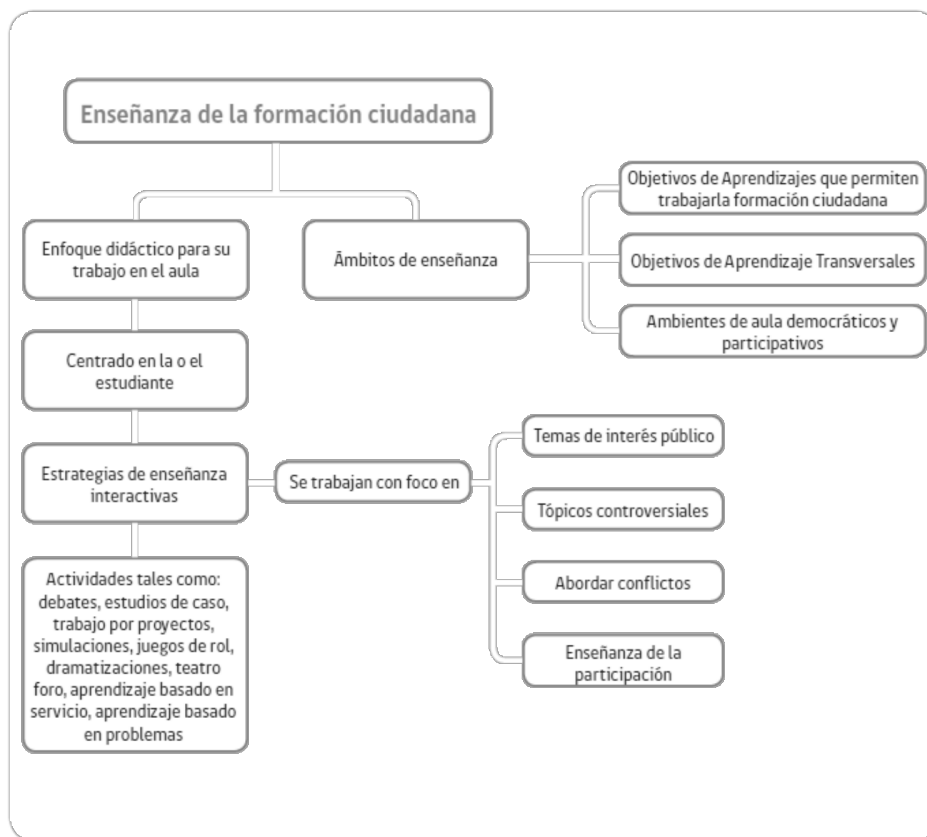 Enseñanza de la formación ciudadana
Enfoque didáctico para su
trabajo en el aula
Ámbitos de enseñanza
Objetivos de Aprendizajes que permiten
trabajarla formación ciudadana
Objetivos de Aprendizaje Transversales
Ambientes de aula democráticos y
participativos
Centrado en la o el
estudiante
Estrategias de enseñanza
interactivas
Se trabajan con foco en
Temas de interés público
Tópicos controversiales
Abordar conflictos
Enseñanza de la
participación
Actividades tales como:
debates, estudios de caso,
trabajo por proyectos,
simulaciones, juegos de rol,
dramatizaciones, teatro
foro, aprendizaje basado en
servicio, aprendizaje basado
en problemas